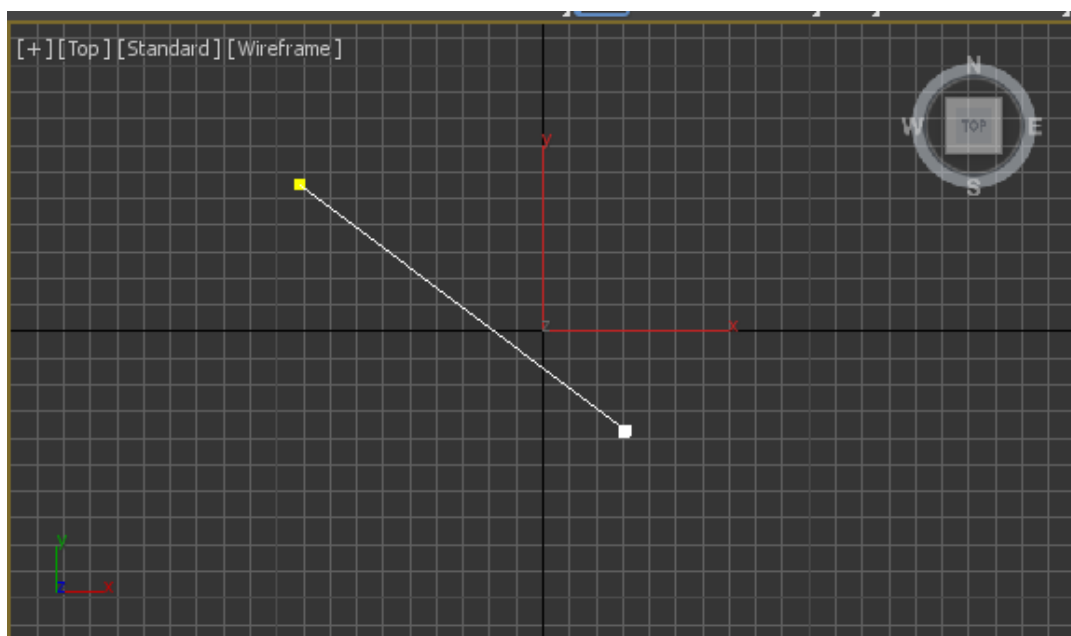 [+] [Top] [Standard] [Wireframe]
N
W TOP E
S
y
z x
y
z x